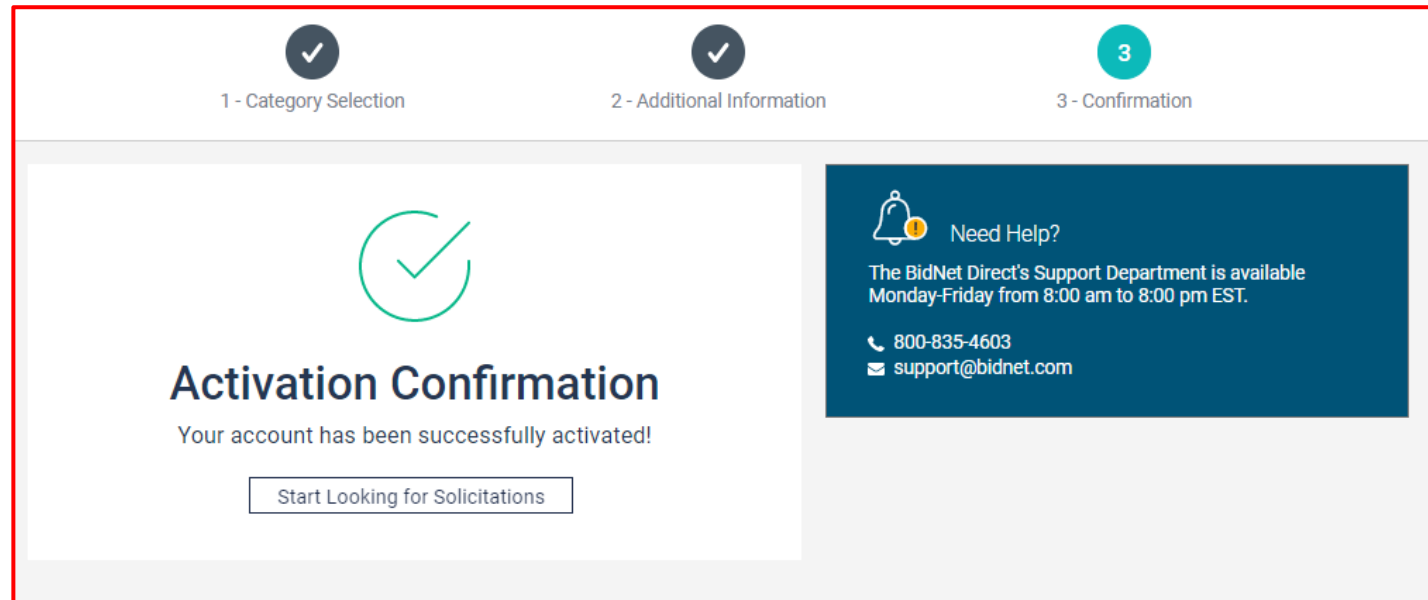 3
1 - Category Selection
2 - Additional Information
3 - Confirmation
Activation Confirmation
Your account has been successfully activated!
Start Looking for Solicitations
!
Need Help?
The BidNet Direct's Support Department is available
Monday-Friday from 8:00 am to 8:00 pm EST.
800-835-4603
support@bidnet.com